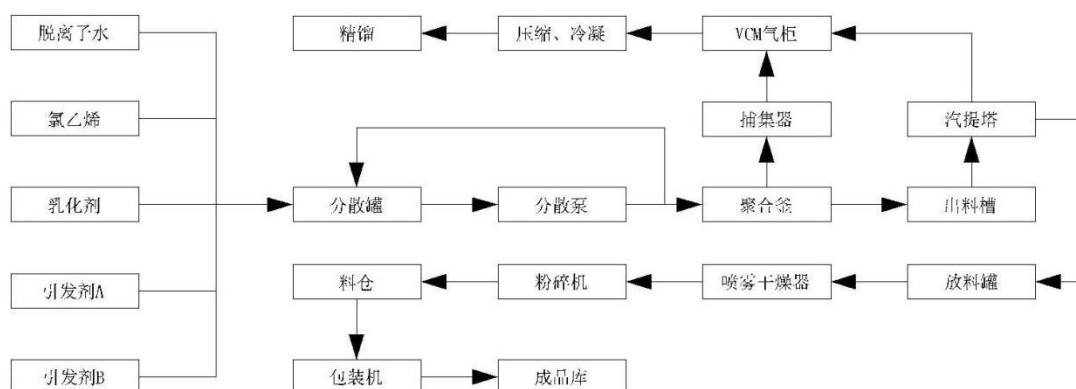 脱离子水
精馏
压缩、冷凝
VCM气柜
氯乙烯
捕集器
汽提塔
乳化剂
分散罐
分散泵
聚合釜
出料槽
引发剂A
料仓
粉碎机
喷雾干燥器
放料罐
引发剂B
包装机
成品库